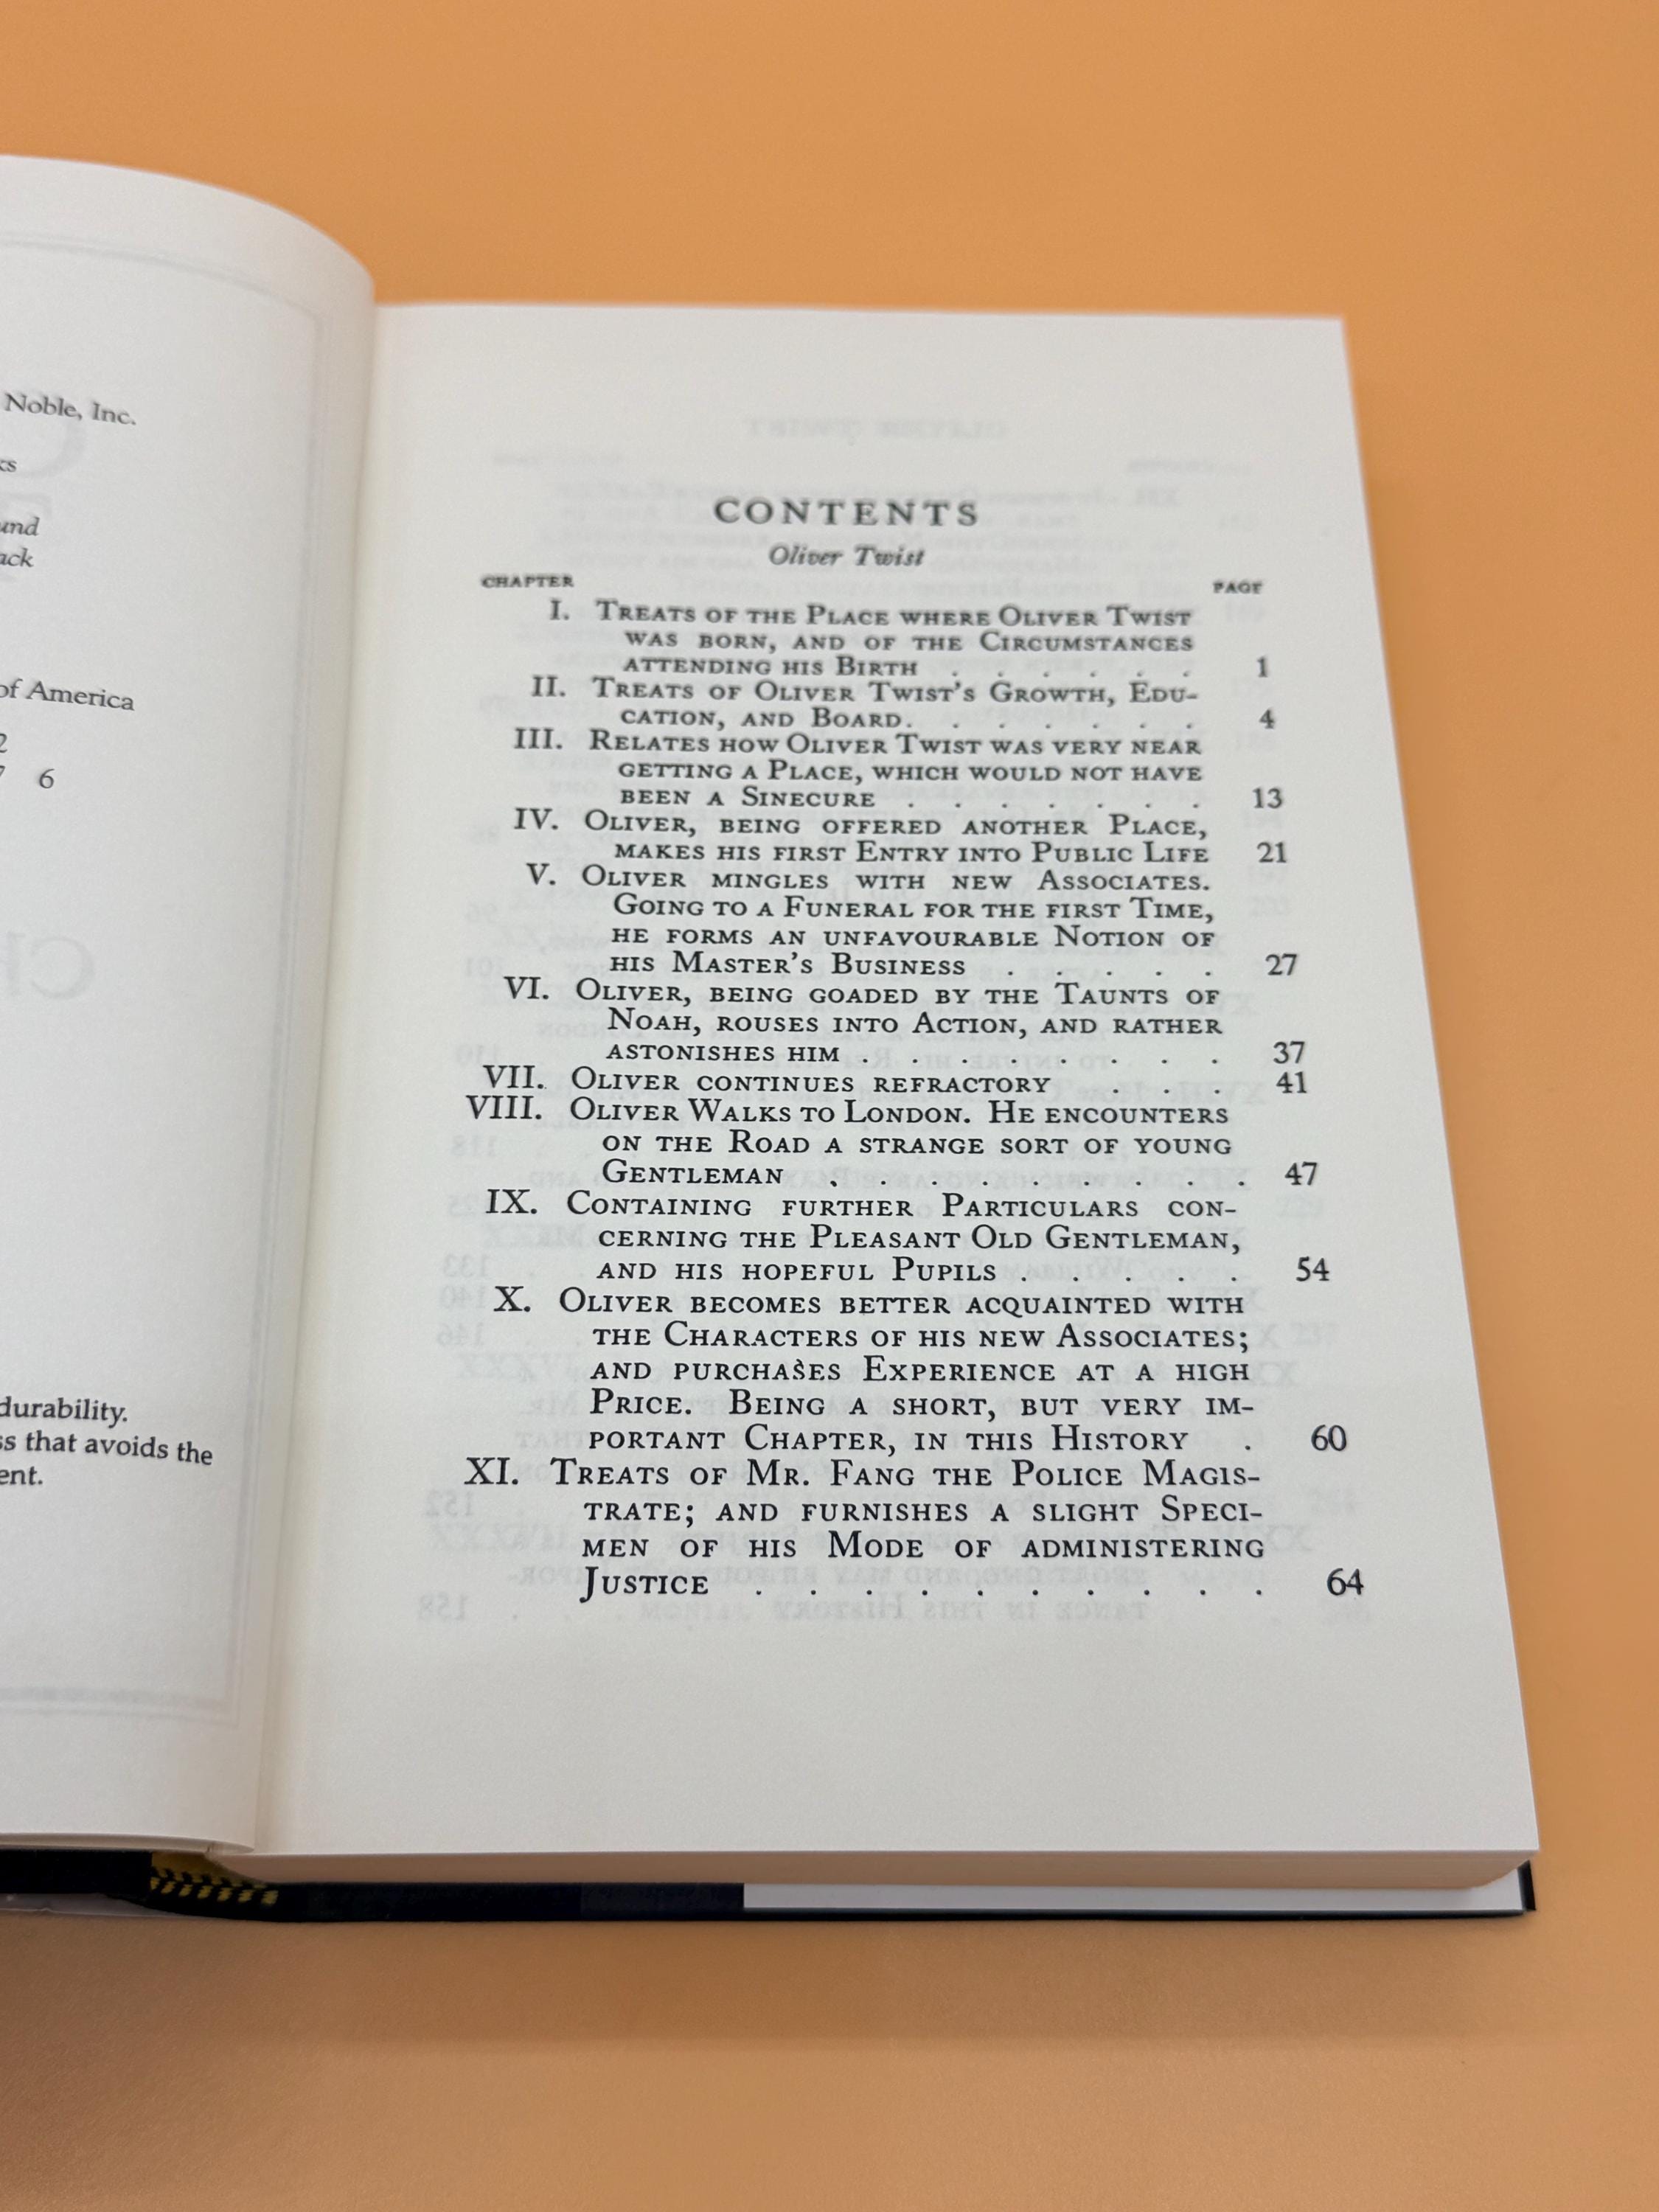 Noble, Inc.
und
of America
2
7 6
durability.
ss that avoids the
ent.
CONTENTS
Oliver Twist
CHAPTER PAGE
I. TREATS OF THE PLACE WHERE OLIVER TWIST
WAS BORN, AND OF THE CIRCUMSTANCES
ATTENDING HIS BIRTH . . . . . . 1
II. TREATS OF OLIVER TWIST'S GROWTH, EDU-
CATION, AND BOARD. . . . . . . 4
III. RELATES HOW OLIVER TWIST WAS VERY NEAR
GETTING A PLACE, WHICH WOULD NOT HAVE
BEEN A SINECURE . . . . . . . 13
IV. OLIVER, BEING OFFERED ANOTHER PLACE,
MAKES HIS FIRST ENTRY INTO PUBLIC LIFE 21
V. OLIVER MINGLES WITH NEW ASSOCIATES.
GOING TO A FUNERAL FOR THE FIRST TIME,
HE FORMS AN UNFAVOURABLE NOTION OF
HIS MASTER'S BUSINESS . . . . . 27
VI. OLIVER, BEING GOADED BY THE TAUNTS OF
NOAH, ROUSES INTO ACTION, AND RATHER
ASTONISHES HIM . . . . . . . . 37
VII. OLIVER CONTINUES REFRACTORY . . . 41
VIII. OLIVER WALKS TO LONDON. HE ENCOUNTERS
ON THE ROAD A STRANGE SORT OF YOUNG
GENTLEMAN . . . . . . . . . 47
IX. CONTAINING FURTHER PARTICULARS CON-
CERNING THE PLEASANT OLD GENTLEMAN,
AND HIS HOPEFUL PUPILS . . . . . 54
X. OLIVER BECOMES BETTER ACQUAINTED WITH
THE CHARACTERS OF HIS NEW ASSOCIATES;
AND PURCHASES EXPERIENCE AT A HIGH
PRICE. BEING A SHORT, BUT VERY IM-
PORTANT CHAPTER, IN THIS HISTORY . 60
XI. TREATS OF MR. FANG THE POLICE MAGIS-
TRATE; AND FURNISHES A SLIGHT SPECI-
MEN OF HIS MODE OF ADMINISTERING
JUSTICE . . . . . . . . . . . 64